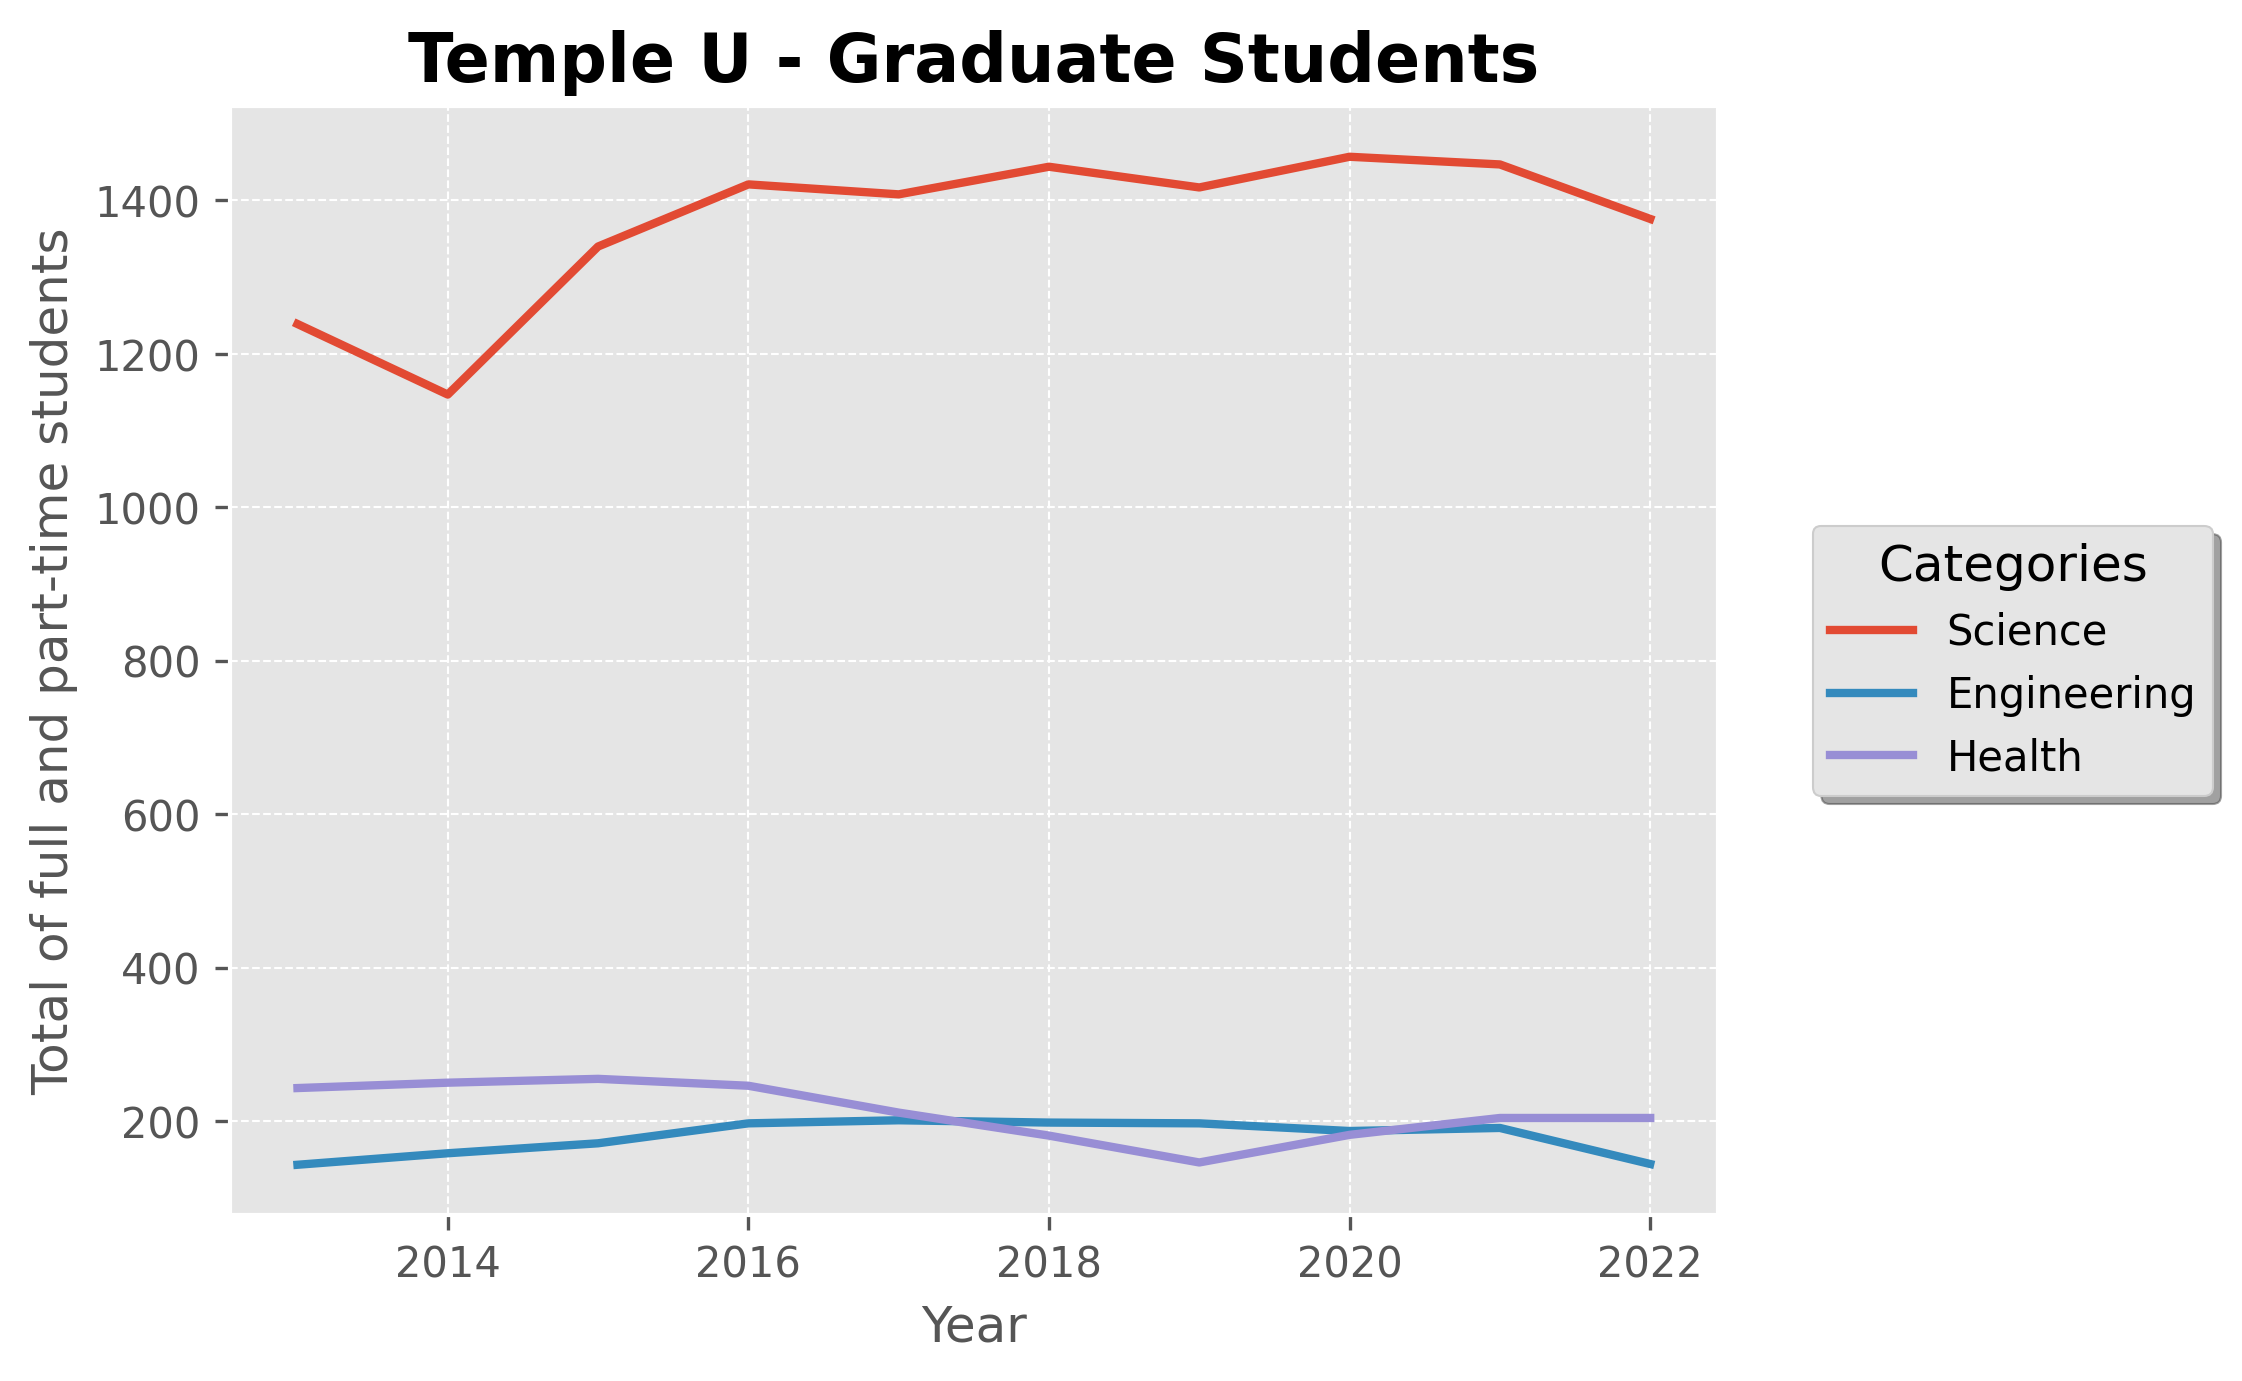 Temple U - Graduate Students
Total of full and part-time students
1400
1200
1000
800
600
400
200
2014 2016 2018 2020 2022
Year
Categories
Science
Engineering
Health